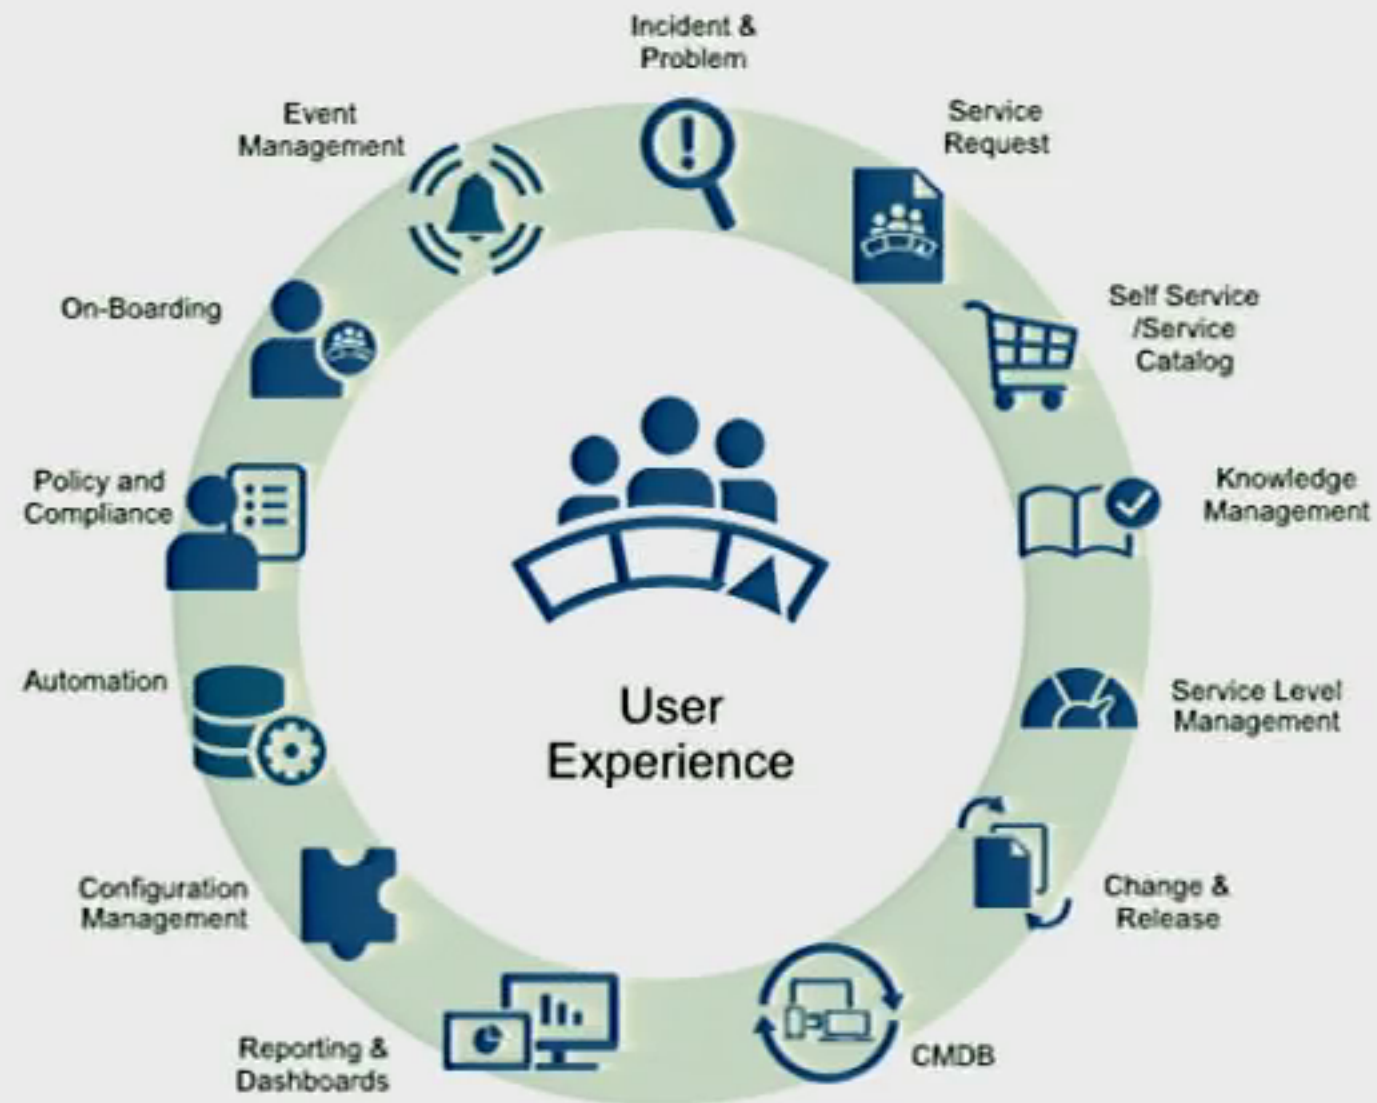 Incident &
Problem
Service
Request
Self Service
/Service
Catalog
Knowledge
Management
Service Level
Management
Change &
Release
CMDB
Reporting &
Dashboards
Configuration
Management
Automation
Policy and
Compliance
On-Boarding
Event
Management
User
Experience